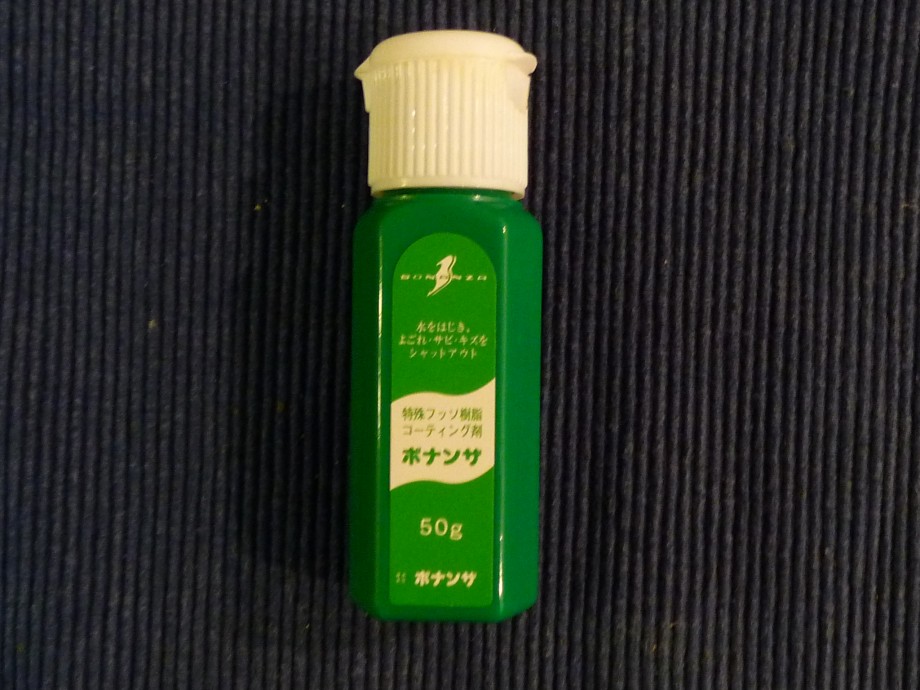 BONANZA
水をはじき、
よごれ・サビ・キズを
シャットアウト
特殊フッソ樹脂
コーティング剤
ボナンザ
50g
ボナンザ